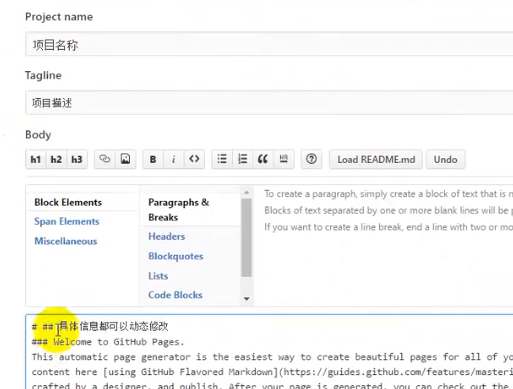 Project name
项目名称
Tagline
项目描述
Body
h1 h2 h3 B i <> HR Load README.md Undo
Block Elements
Span Elements
Miscellaneous
Paragraphs &
Breaks
Headers
Blockquotes
Lists
Code Blocks
To create a paragraph, simply create a block of text that is n
Blocks of text separated by one or more blank lines will be p
If you want to create a line break, end a line with two or mo
# ## 具体信息都可以动态修改
### Welcome to GitHub Pages.
This automatic page generator is the easiest way to create beautiful pages for all of yo
content here [using GitHub Flavored Markdown](https://guides.github.com/features/masteri
crafted by a designer, and publish. After your page is generated, you can check out the